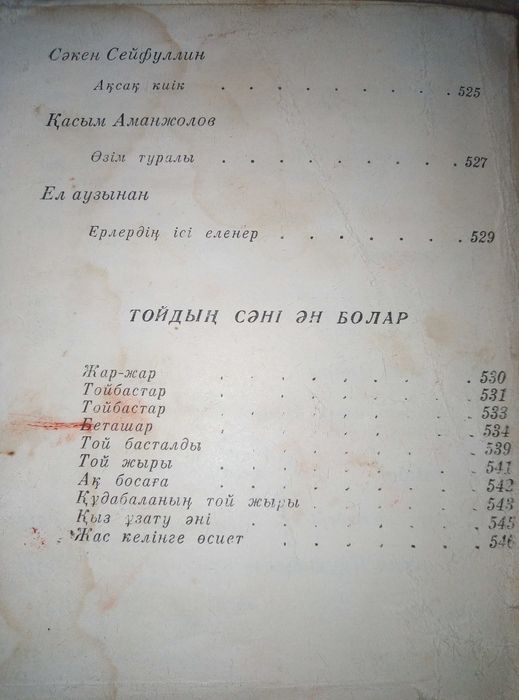 Сәкен Сейфуллин
Ақсақ киік . . . . . . . . . 525
Қасым Аманжолов
Өзім туралы . . . . . . . . 527
Ел аузынан
Ерлердің ісі еленер . . . . . . . 529
ТОЙДЫҢ СӘНІ ӘН БОЛАР
Жар-жар . . . . . . . 530
Тойбастар . . . . . . . 531
Тойбастар . . . . . . . 533
Беташар . . . . . . . 534
Той басталды . . . . . . . 539
Той жыры . . . . . . . 541
Ақ босаға . . . . . . . 542
Құдабаланың той жыры . . . . . . 543
Қыз ұзату әні . . . . . . . 545
Жас келінге өсиет . . . . . . 546